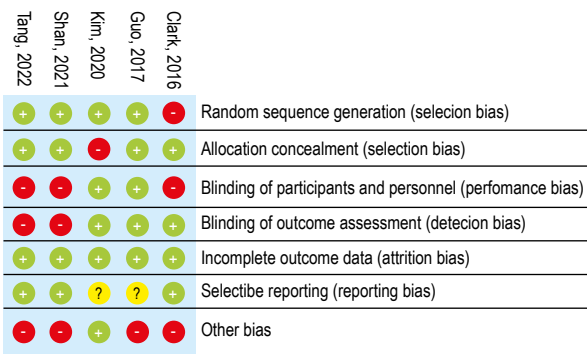 Tang, 2022
Shan, 2021
Kim, 2020
Guo, 2017
Clark, 2016
+ + + + - Random sequence generation (selecion bias)
+ + - + + Allocation concealment (selection bias)
- - + + - Blinding of participants and personnel (perfomance bias)
- - + + + Blinding of outcome assessment (detecion bias)
+ + + + + Incomplete outcome data (attrition bias)
+ + ? ? + Selectibe reporting (reporting bias)
- - + - - Other bias